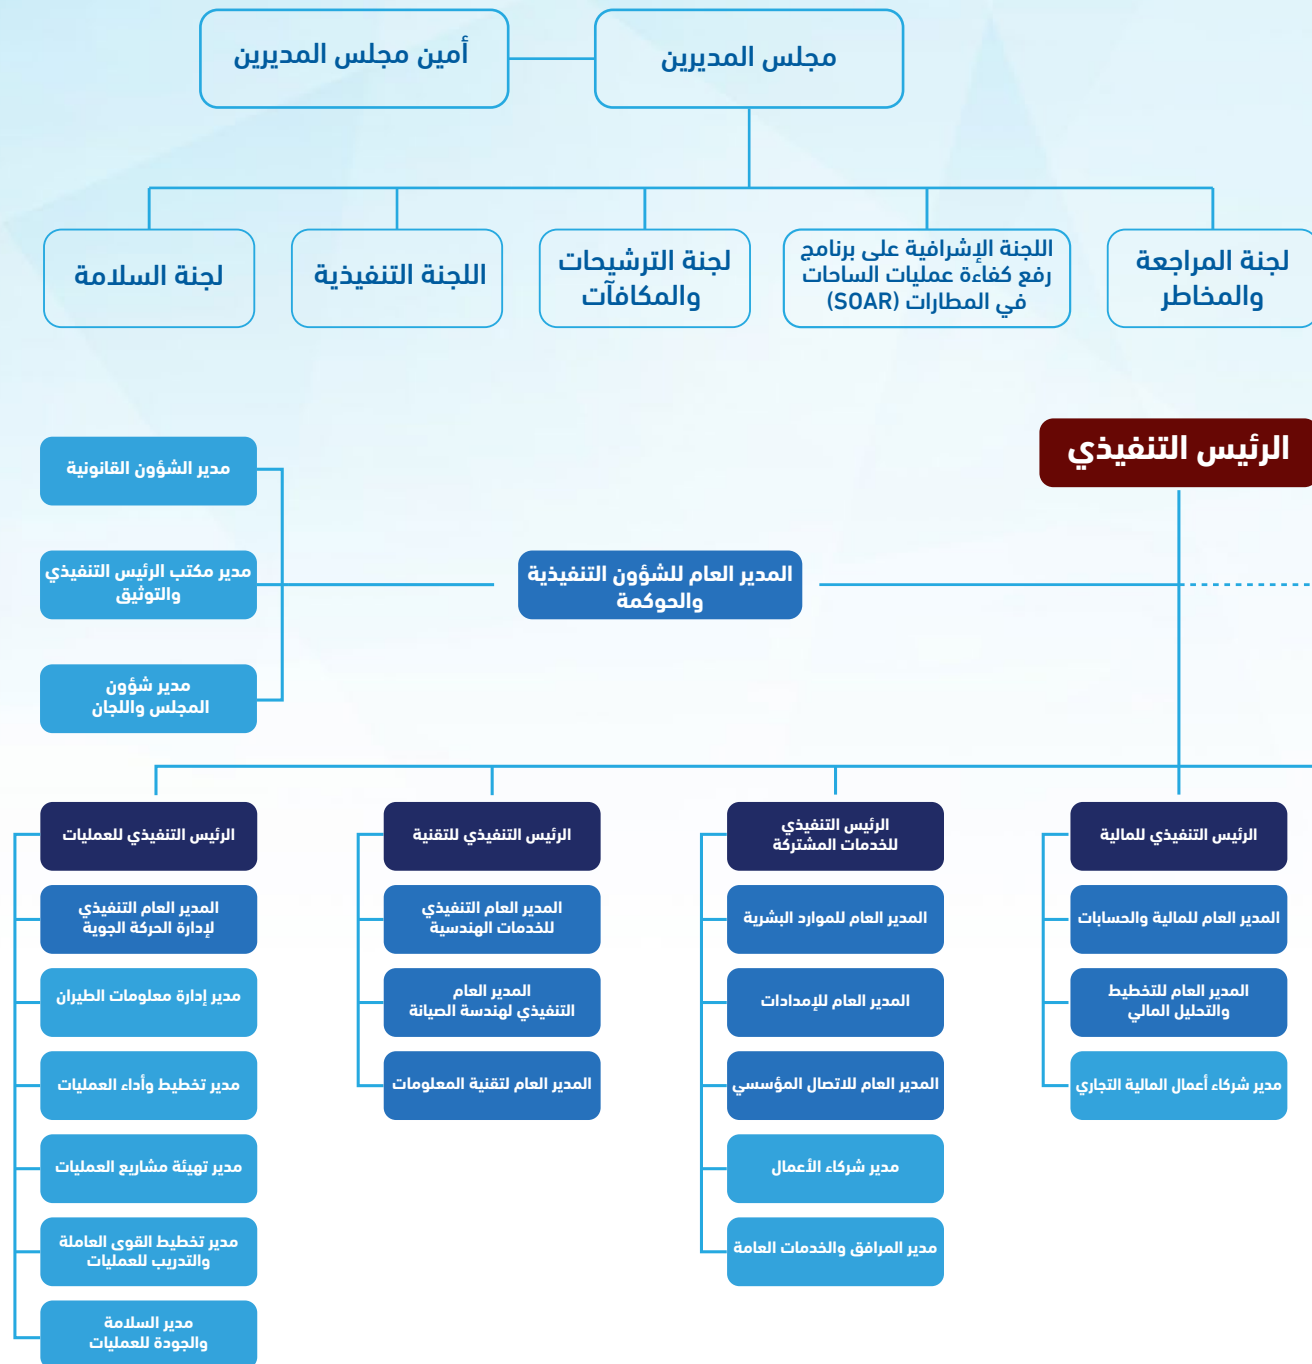 مجلس المديرين
أمين مجلس المديرين
لجنة المراجعة
والمخاطر
اللجنة الإشرافية على برنامج
رفع كفاءة عمليات الساحات
في المطارات (SOAR)
لجنة الترشيحات
والمكافآت
اللجنة التنفيذية
لجنة السلامة
الرئيس التنفيذي
المدير العام للشؤون التنفيذية
والحوكمة
مدير الشؤون القانونية
مدير مكتب الرئيس التنفيذي
والتوثيق
مدير شؤون
المجلس واللجان
الرئيس التنفيذي للمالية
المدير العام للمالية والحسابات
المدير العام للتخطيط
والتحليل المالي
مدير شركاء أعمال المالية التجاري
الرئيس التنفيذي
للخدمات المشتركة
المدير العام للموارد البشرية
المدير العام للإمدادات
المدير العام للاتصال المؤسسي
مدير شركاء الأعمال
مدير المرافق والخدمات العامة
الرئيس التنفيذي للتقنية
المدير العام التنفيذي
للخدمات الهندسية
المدير العام
التنفيذي لهندسة الصيانة
المدير العام لتقنية المعلومات
الرئيس التنفيذي للعمليات
المدير العام التنفيذي
لإدارة الحركة الجوية
مدير إدارة معلومات الطيران
مدير تخطيط وأداء العمليات
مدير تهيئة مشاريع العمليات
مدير تخطيط القوى العاملة
والتدريب للعمليات
مدير السلامة
والجودة للعمليات